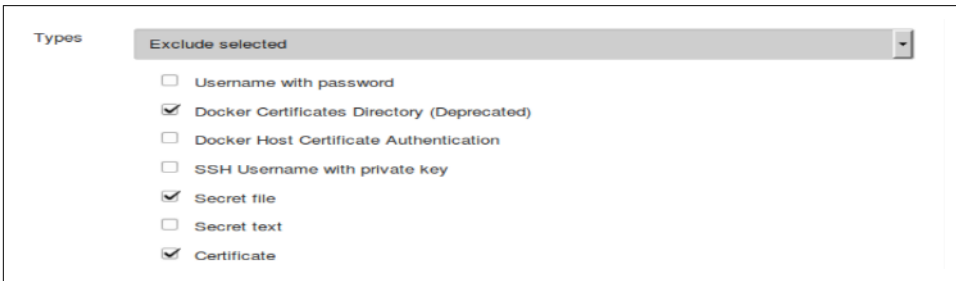 Types
Exclude selected
Username with password
Docker Certificates Directory (Deprecated)
Docker Host Certificate Authentication
SSH Username with private key
Secret file
Secret text
Certificate